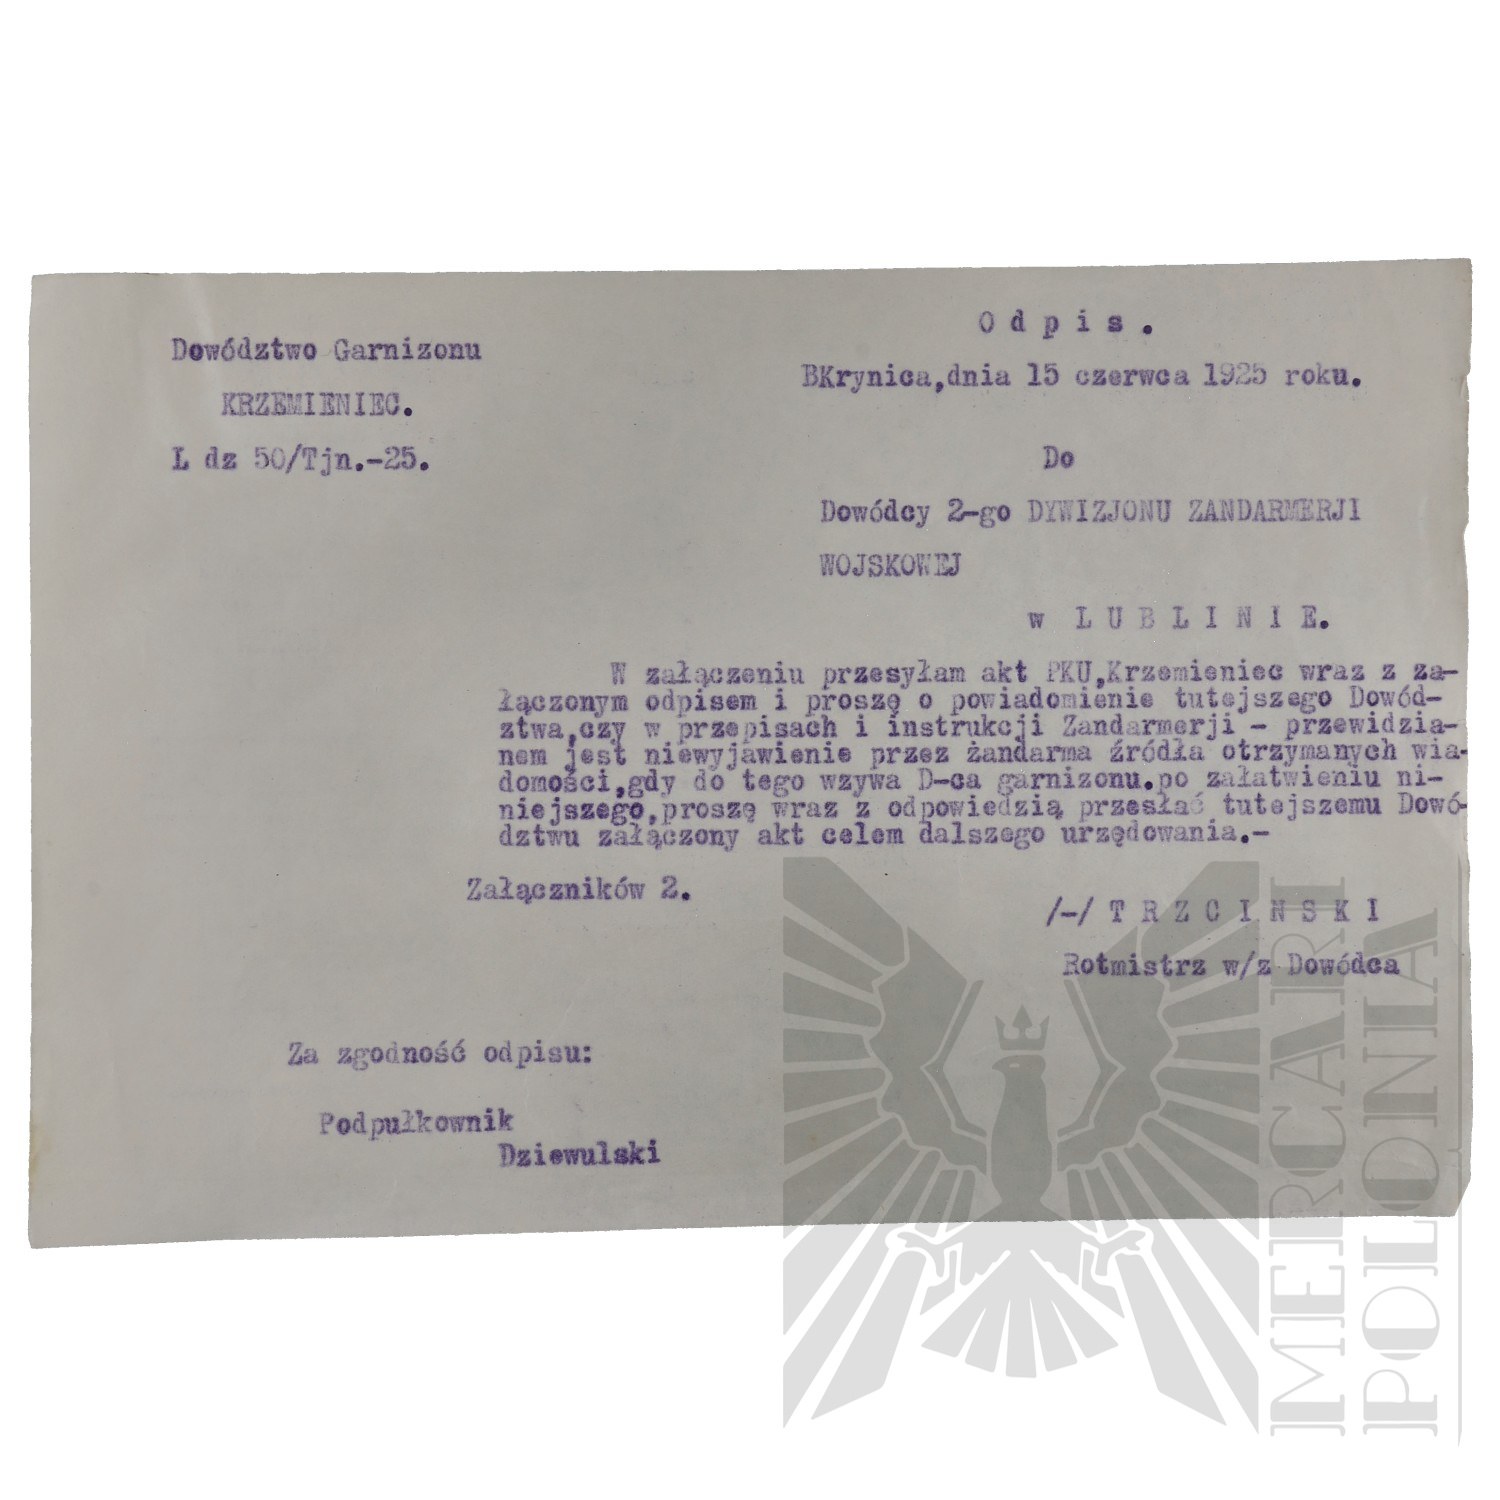 Odpis.
Dowództwo Garnizonu
BKrynica,dnia 15 czerwca 1925 roku.
KRZEMIENIEC.
L dz 50/Tjn.-25.
Do
Dowódcy 2-go DYWIZJONU ZANDARMERJI
WOJSKOWEJ
w LUBLINIE.
W załączeniu przesyłam akt PKU,Krzemieniec wraz z za-
łączonym odpisem i proszę o powiadomienie tutejszego Dowód-
ztwa,czy w przepisach i instrukcji Zandarmerji - przewidzia-
nem jest niewyjawienie przez żandarma źródła otrzymanych wia-
domości,gdy do tego wzywa D-ca garnizonu.po załatwieniu ni-
niejszego,proszę wraz z odpowiedzią przesłać tutejszemu Dowó-
dztwu załączony akt celem dalszego urzędowania.-
Załączników 2.
/-/ TRZCINSKI
Rotmistrz w/z Dowódca
Za zgodność odpisu:
Podpułkownik
Dziewulski
MERCARI
POLONIA